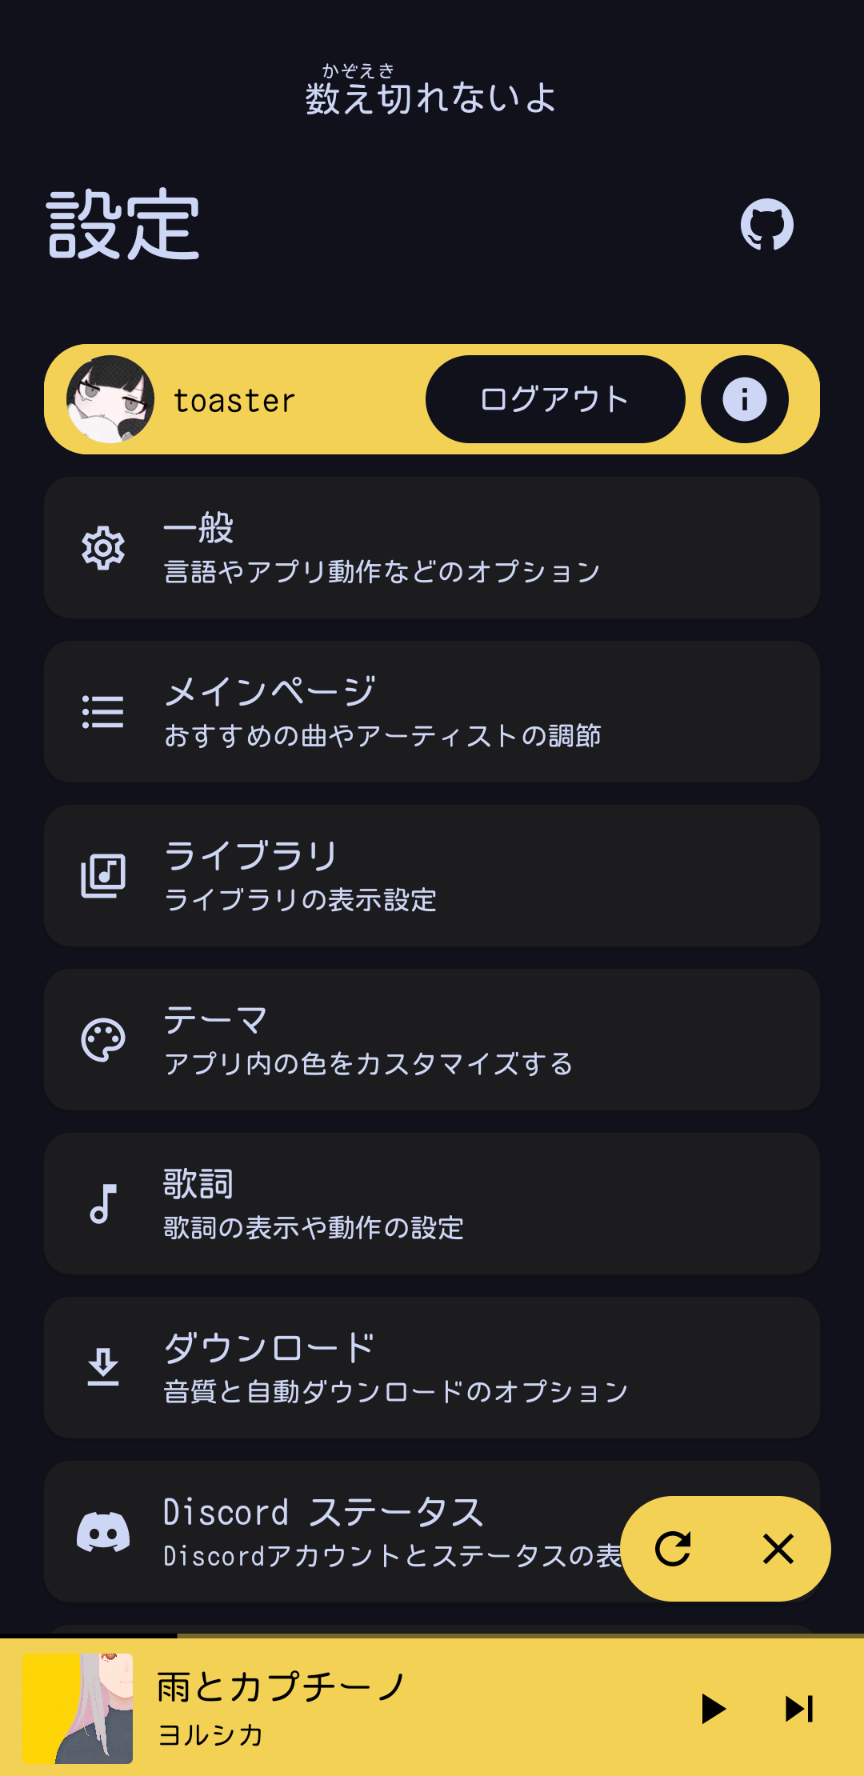 かぞえき
数え切れないよ
設定
toaster
ログアウト
一般
言語やアプリ動作などのオプション
メインページ
おすすめの曲やアーティストの調節
ライブラリ
ライブラリの表示設定
テーマ
アプリ内の色をカスタマイズする
歌詞
歌詞の表示や動作の設定
ダウンロード
音質と自動ダウンロードのオプション
Discord ステータス
Discordアカウントとステータスの表
雨とカプチーノ
ヨルシカ